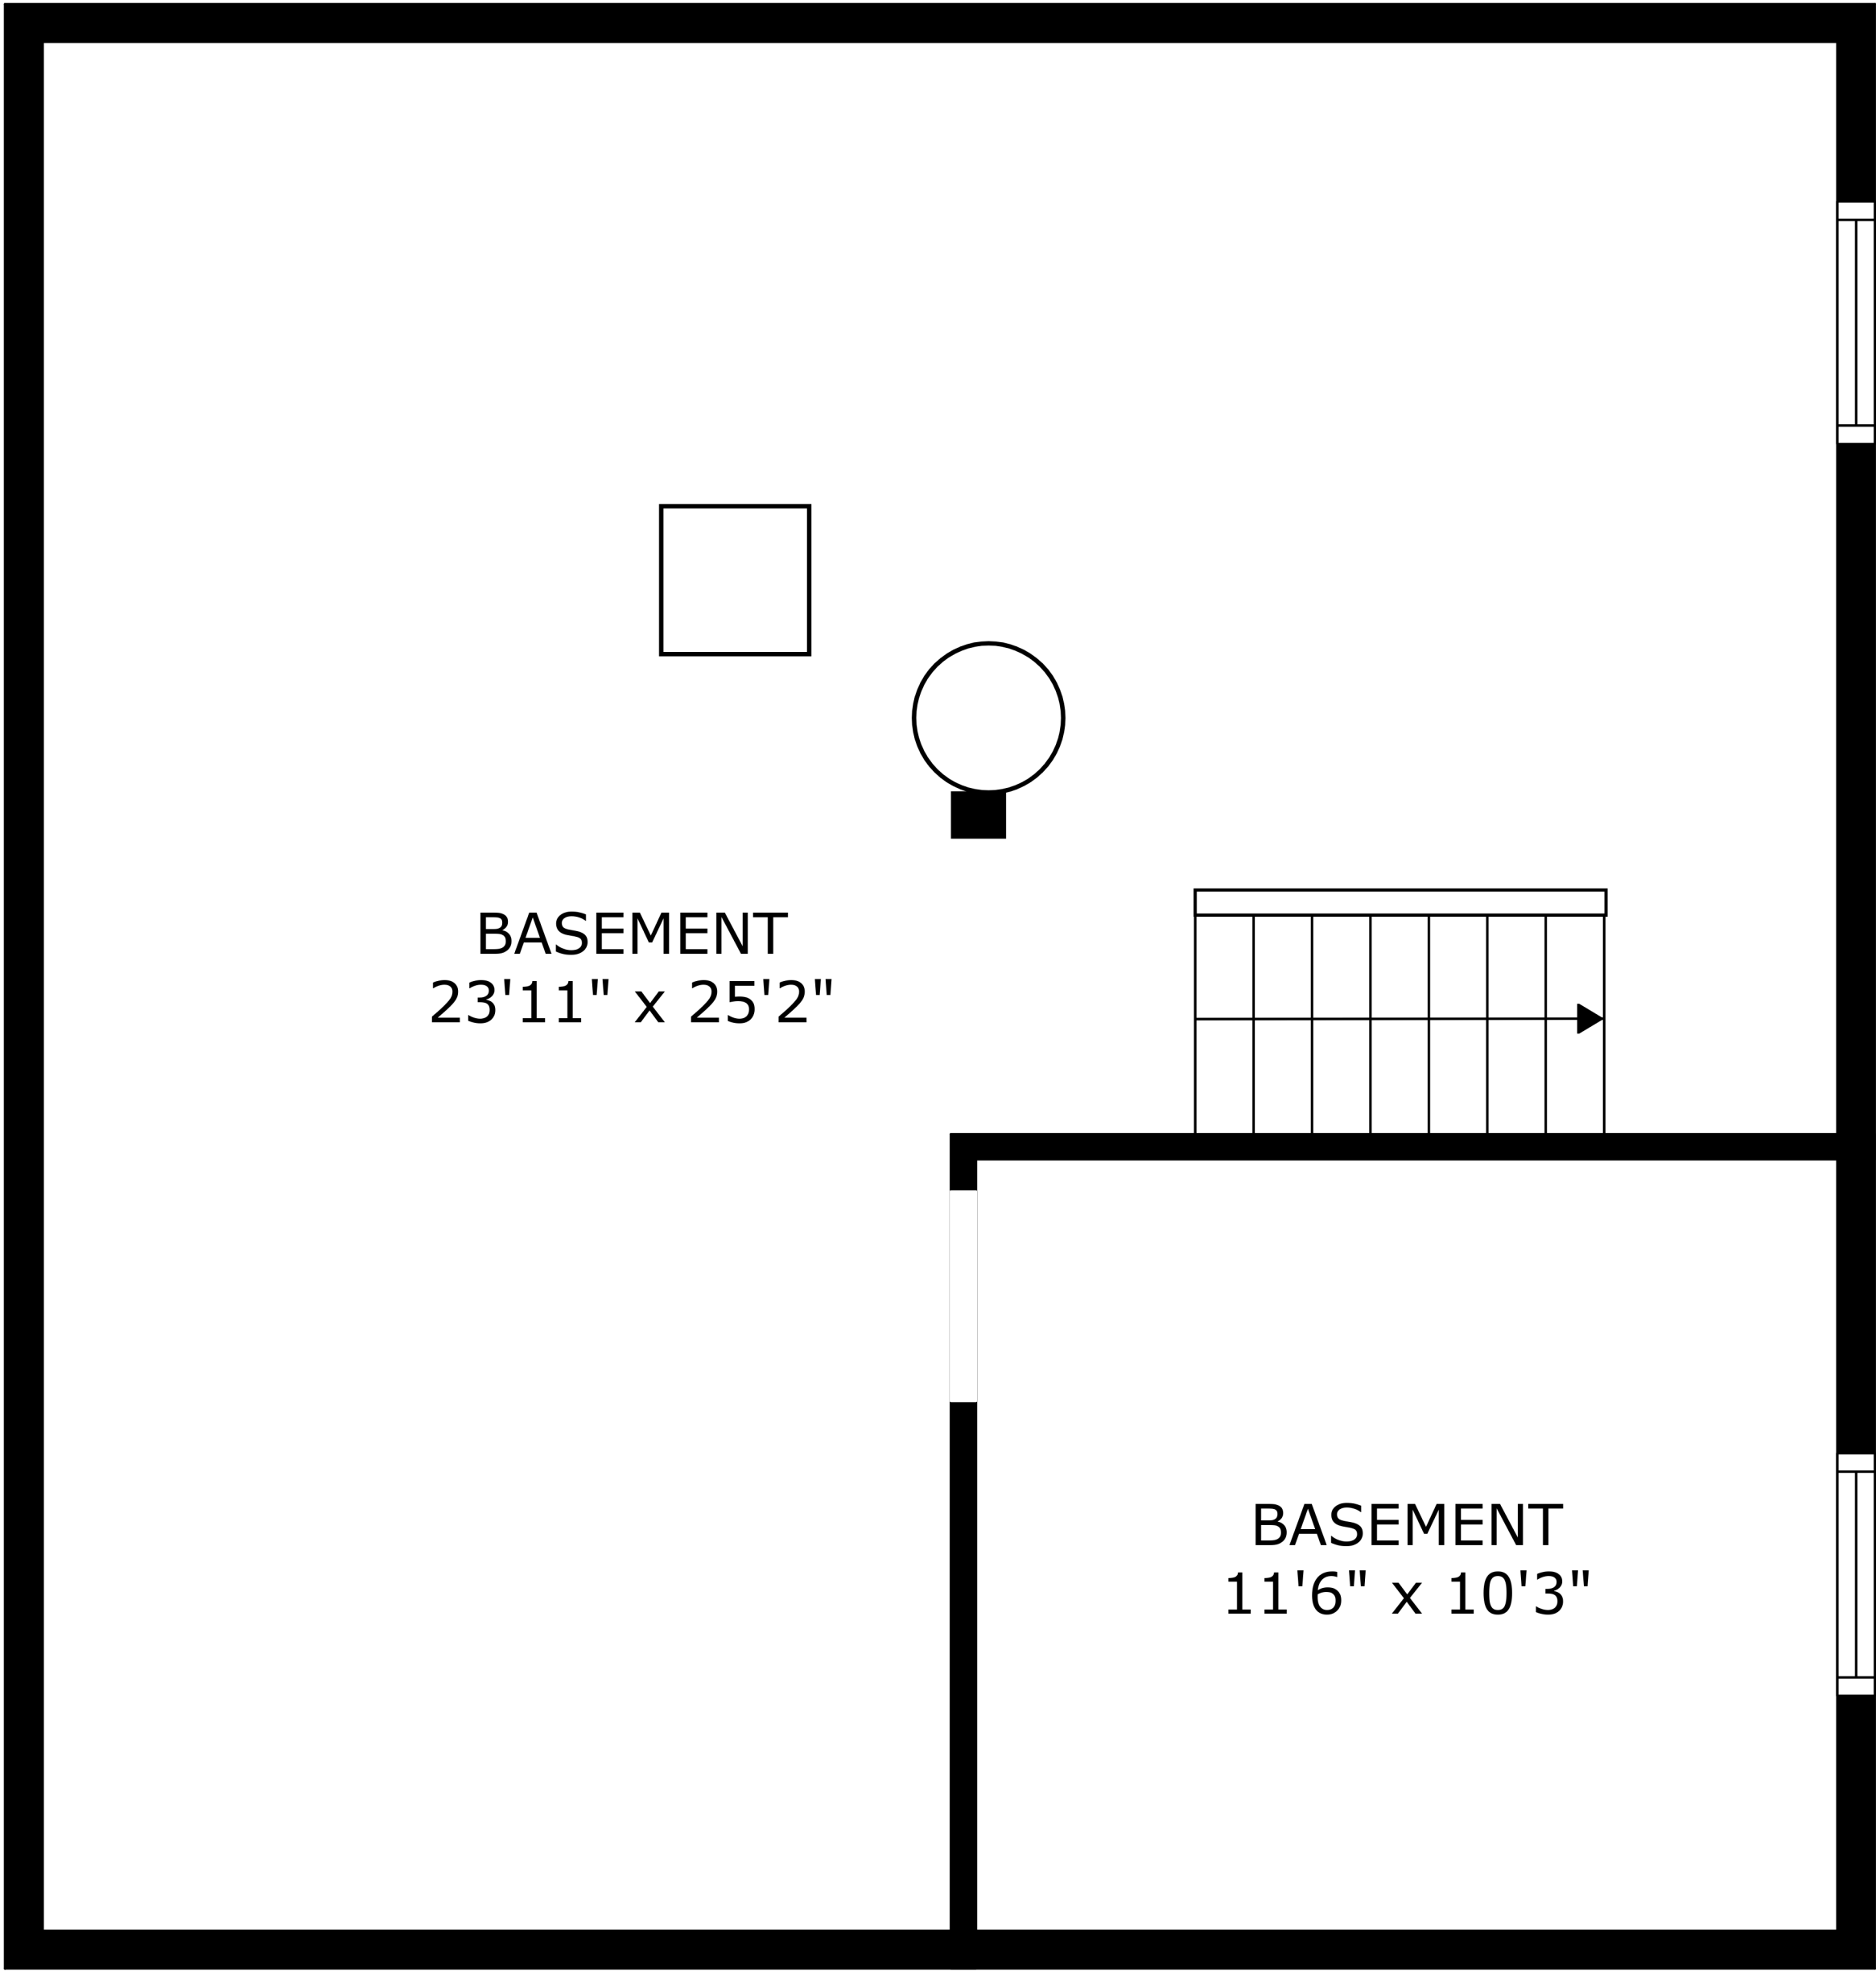 BASEMENT
23'11" x 25'2"
BASEMENT
11'6" x 10'3"